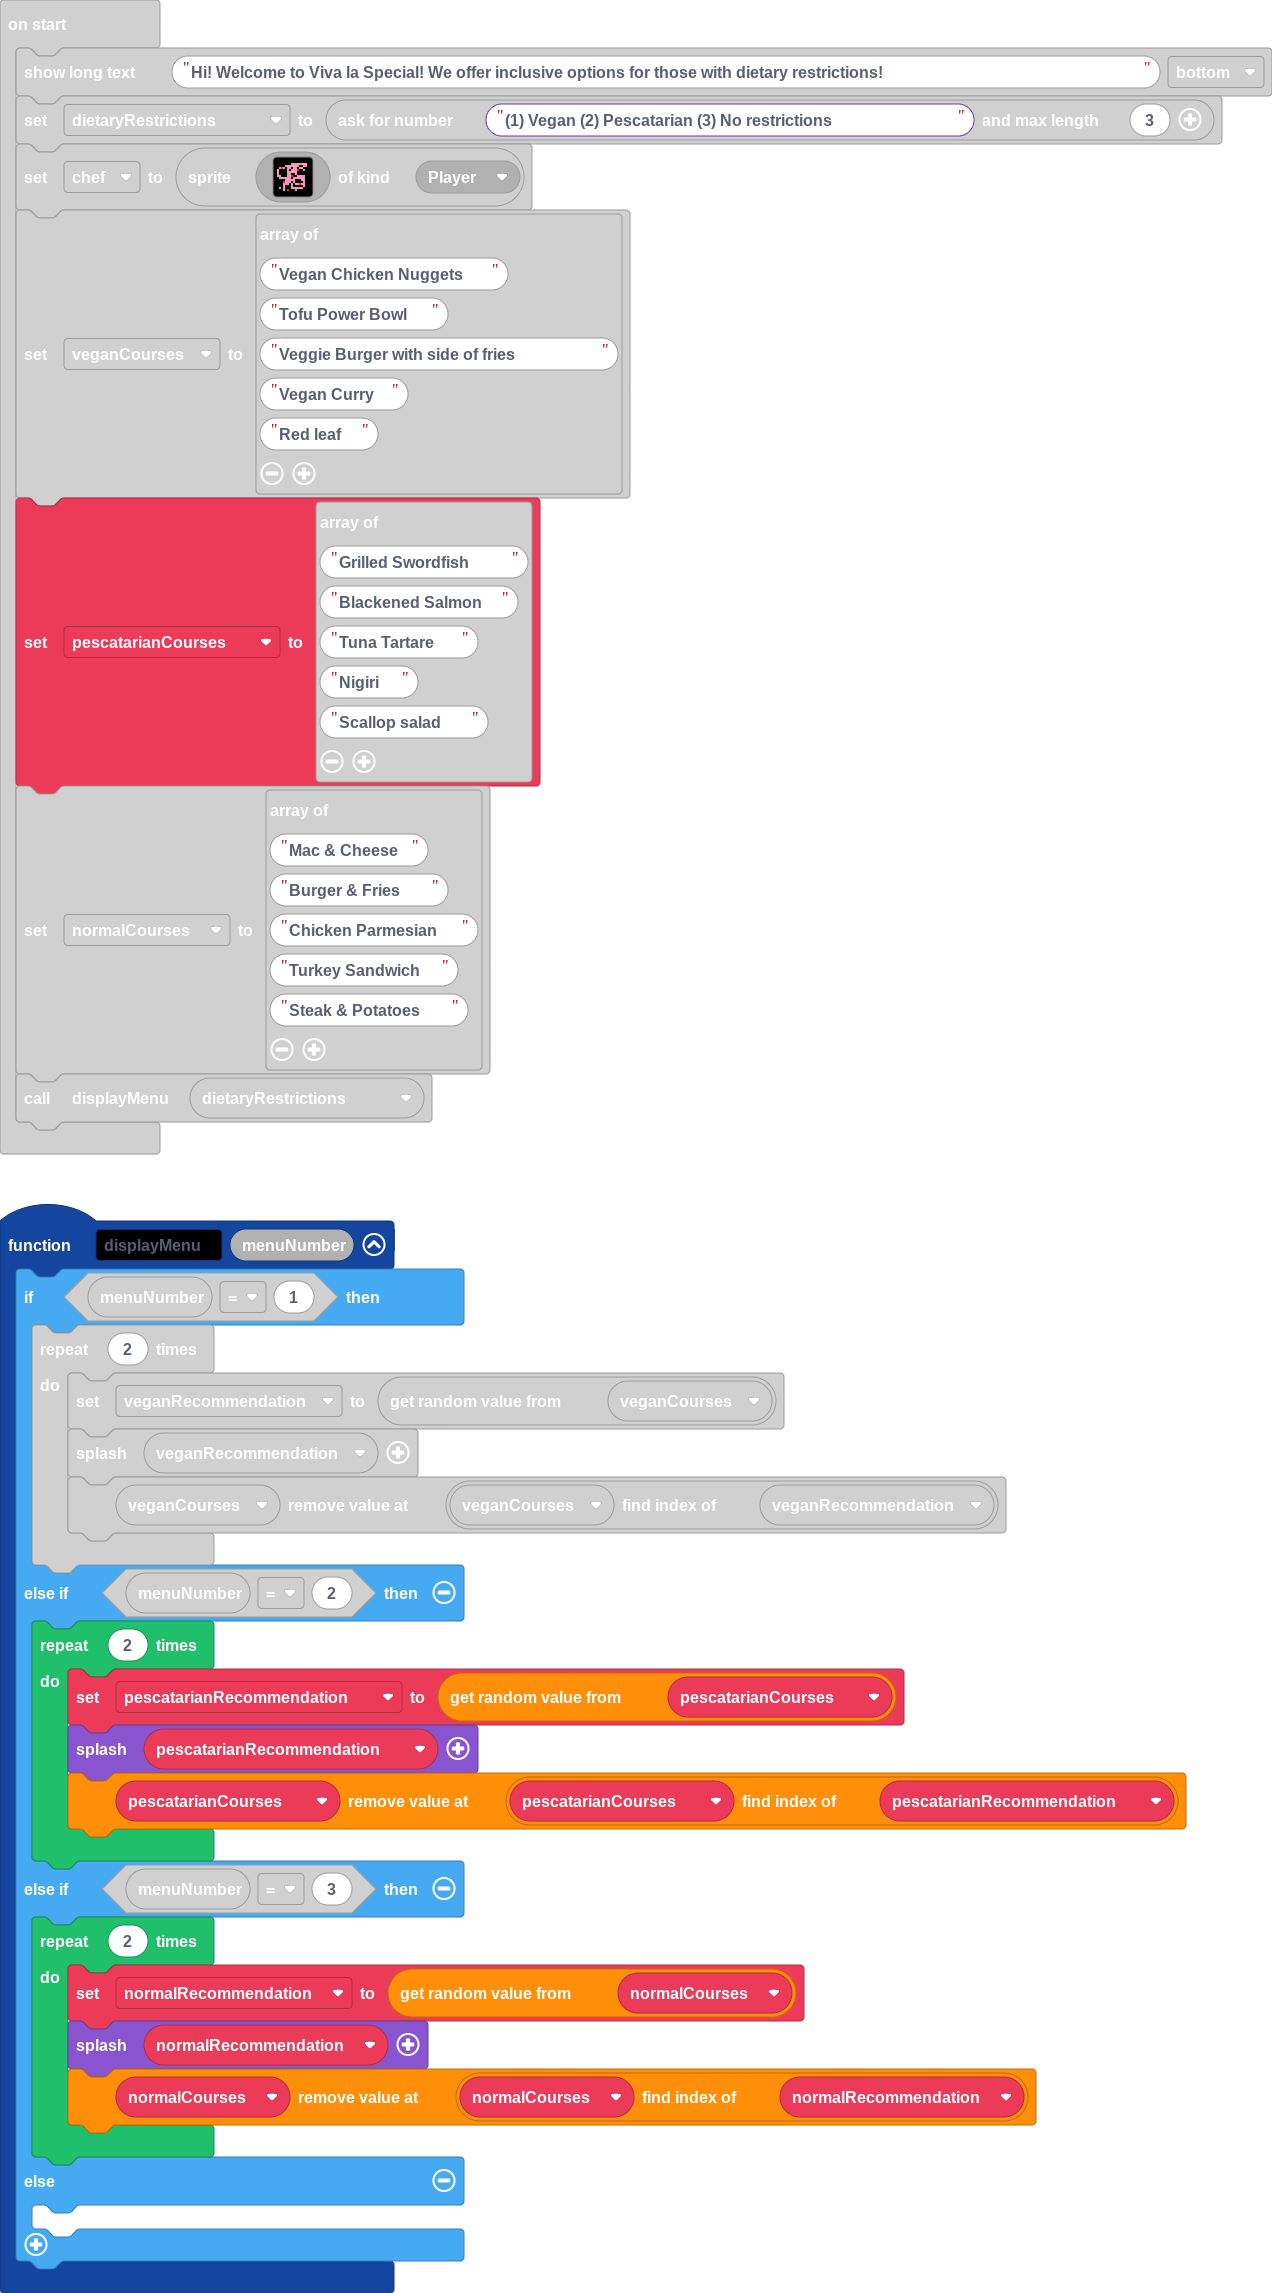 on start
show long text "Hi! Welcome to Viva la Special! We offer inclusive options for those with dietary restrictions!" bottom
set dietaryRestrictions to ask for number "(1) Vegan (2) Pescatarian (3) No restrictions" and max length 3
set chef to sprite of kind Player
array of
"Vegan Chicken Nuggets"
"Tofu Power Bowl"
set veganCourses to "Veggie Burger with side of fries"
"Vegan Curry"
"Red leaf"
array of
"Grilled Swordfish"
"Blackened Salmon"
set pescatarianCourses to "Tuna Tartare"
"Nigiri"
"Scallop salad"
array of
"Mac & Cheese"
"Burger & Fries"
set normalCourses to "Chicken Parmesian"
"Turkey Sandwich"
"Steak & Potatoes"
call displayMenu dietaryRestrictions
function displayMenu menuNumber
if menuNumber = 1 then
repeat 2 times
do set veganRecommendation to get random value from veganCourses
splash veganRecommendation
veganCourses remove value at veganCourses find index of veganRecommendation
else if menuNumber = 2 then
repeat 2 times
do set pescatarianRecommendation to get random value from pescatarianCourses
splash pescatarianRecommendation
pescatarianCourses remove value at pescatarianCourses find index of pescatarianRecommendation
else if menuNumber = 3 then
repeat 2 times
do set normalRecommendation to get random value from normalCourses
splash normalRecommendation
normalCourses remove value at normalCourses find index of normalRecommendation
else